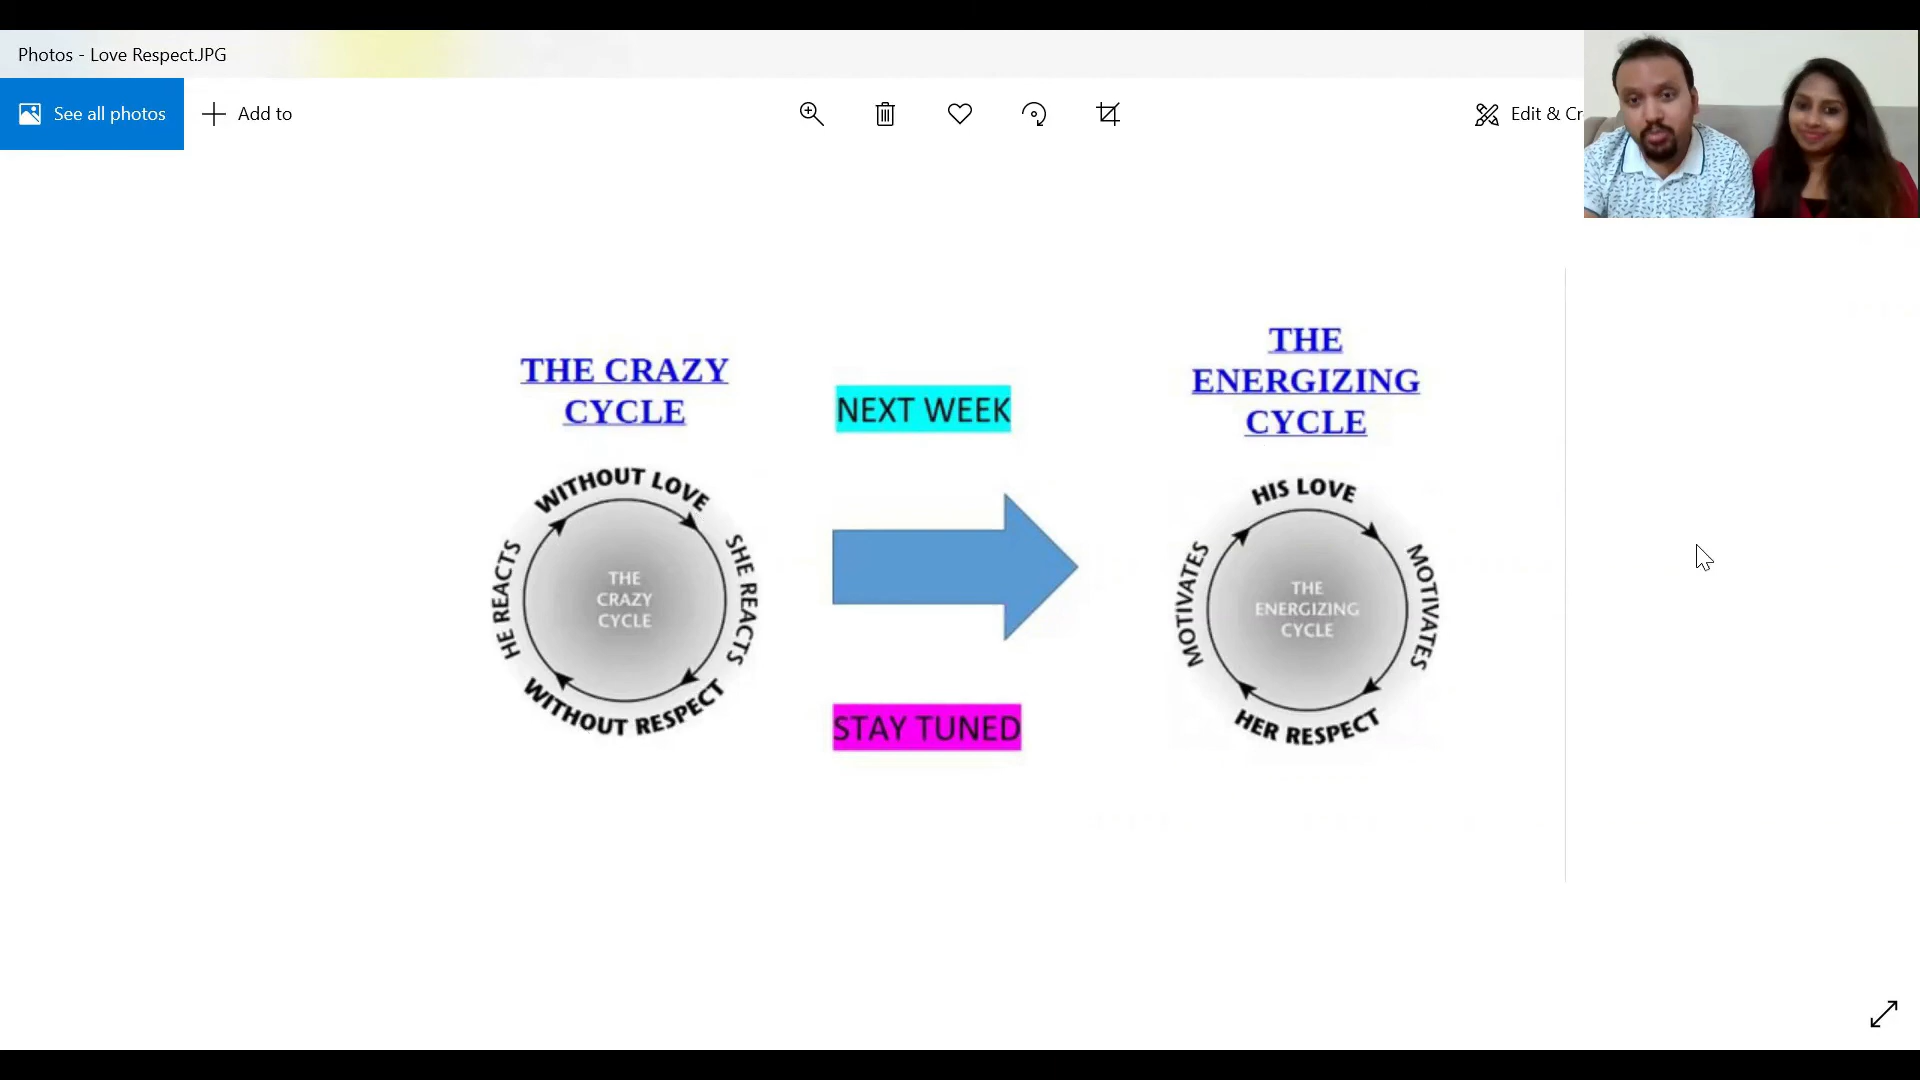 Photos - Love Respect.JPG
See all photos
Add to
Edit & Cr
THE CRAZY
CYCLE
NEXT WEEK
THE
ENERGIZING
CYCLE
WITHOUT LOVE
SHE REACTS
WITHOUT RESPECT
HE REACTS
THE
CRAZY
CYCLE
STAY TUNED
HIS LOVE
MOTIVATES
HER RESPECT
MOTIVATES
THE
ENERGIZING
CYCLE